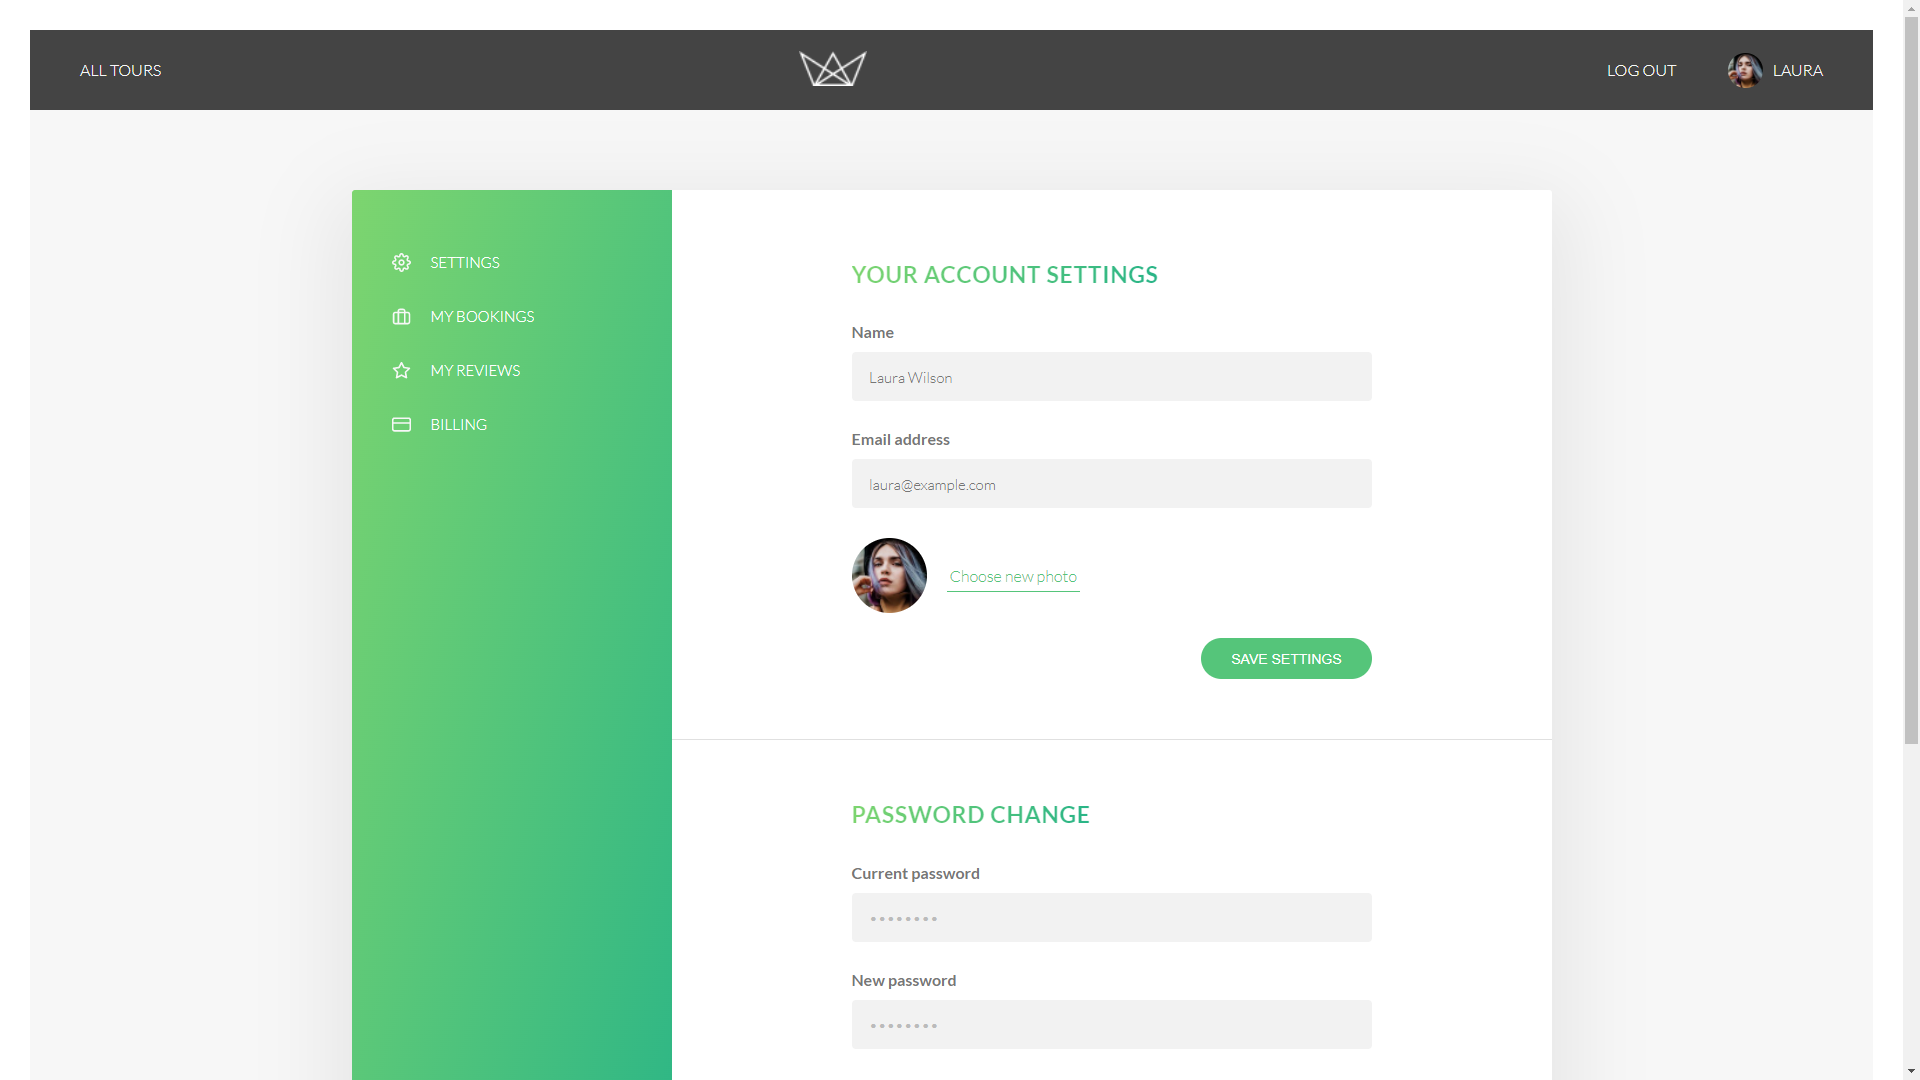 ALL TOURS
LOG OUT
LAURA
SETTINGS
MY BOOKINGS
MY REVIEWS
BILLING
YOUR ACCOUNT SETTINGS
Name
Laura Wilson
Email address
laura@example.com
Choose new photo
SAVE SETTINGS
PASSWORD CHANGE
Current password
••••••••
New password
••••••••